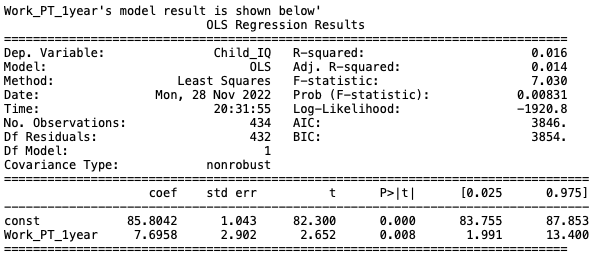 Work_PT_1year's model result is shown below'
OLS Regression Results
==============================================================================
Dep. Variable: Child_IQ R-squared: 0.016
Model: OLS Adj. R-squared: 0.014
Method: Least Squares F-statistic: 7.030
Date: Mon, 28 Nov 2022 Prob (F-statistic): 0.00831
Time: 20:31:55 Log-Likelihood: -1920.8
No. Observations: 434 AIC: 3846.
Df Residuals: 432 BIC: 3854.
Df Model: 1
Covariance Type: nonrobust
=================================================================================
coef std err t P>|t| [0.025 0.975]
---------------------------------------------------------------------------------
const 85.8042 1.043 82.300 0.000 83.755 87.853
Work_PT_1year 7.6958 2.902 2.652 0.008 1.991 13.400
==============================================================================